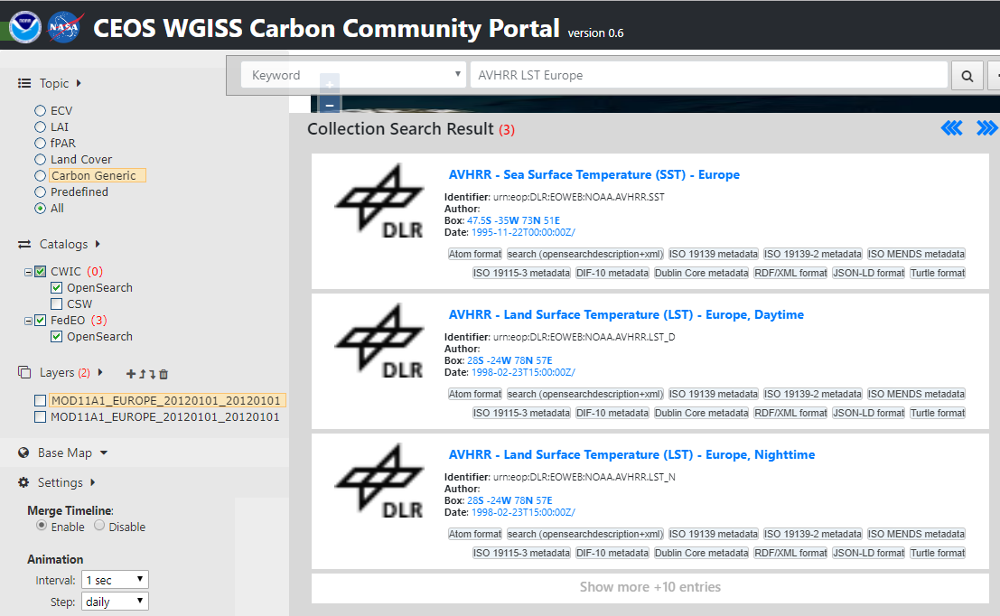 NASA CEOS WGISS Carbon Community Portal version 0.6
Keyword AVHRR LST Europe
Topic
ECV
LAI
fPAR
Land Cover
Carbon Generic
Predefined
All
Catalogs
CWIC (0)
OpenSearch
CSW
FedEO (3)
OpenSearch
Layers (2)
MOD11A1_EUROPE_20120101_20120101
MOD11A1_EUROPE_20120101_20120101
Base Map
Settings
Merge Timeline:
Enable Disable
Animation
Interval: 1 sec
Step: daily
Collection Search Result (3)
DLR
AVHRR - Sea Surface Temperature (SST) - Europe
Identifier: urn:eop:DLR:EOWEB:NOAA.AVHRR.SST
Author:
Box: 47.5S -35W 73N 51E
Date: 1995-11-22T00:00:00Z/
Atom format search (opensearchdescription+xml) ISO 19139 metadata ISO 19139-2 metadata ISO MENDS metadata
ISO 19115-3 metadata DIF-10 metadata Dublin Core metadata RDF/XML format JSON-LD format Turtle format
DLR
AVHRR - Land Surface Temperature (LST) - Europe, Daytime
Identifier: urn:eop:DLR:EOWEB:NOAA.AVHRR.LST_D
Author:
Box: 28S -24W 78N 57E
Date: 1998-02-23T15:00:00Z/
Atom format search (opensearchdescription+xml) ISO 19139 metadata ISO 19139-2 metadata ISO MENDS metadata
ISO 19115-3 metadata DIF-10 metadata Dublin Core metadata RDF/XML format JSON-LD format Turtle format
DLR
AVHRR - Land Surface Temperature (LST) - Europe, Nighttime
Identifier: urn:eop:DLR:EOWEB:NOAA.AVHRR.LST_N
Author:
Box: 28S -24W 78N 57E
Date: 1998-02-23T15:00:00Z/
Atom format search (opensearchdescription+xml) ISO 19139 metadata ISO 19139-2 metadata ISO MENDS metadata
ISO 19115-3 metadata DIF-10 metadata Dublin Core metadata RDF/XML format JSON-LD format Turtle format
Show more +10 entries